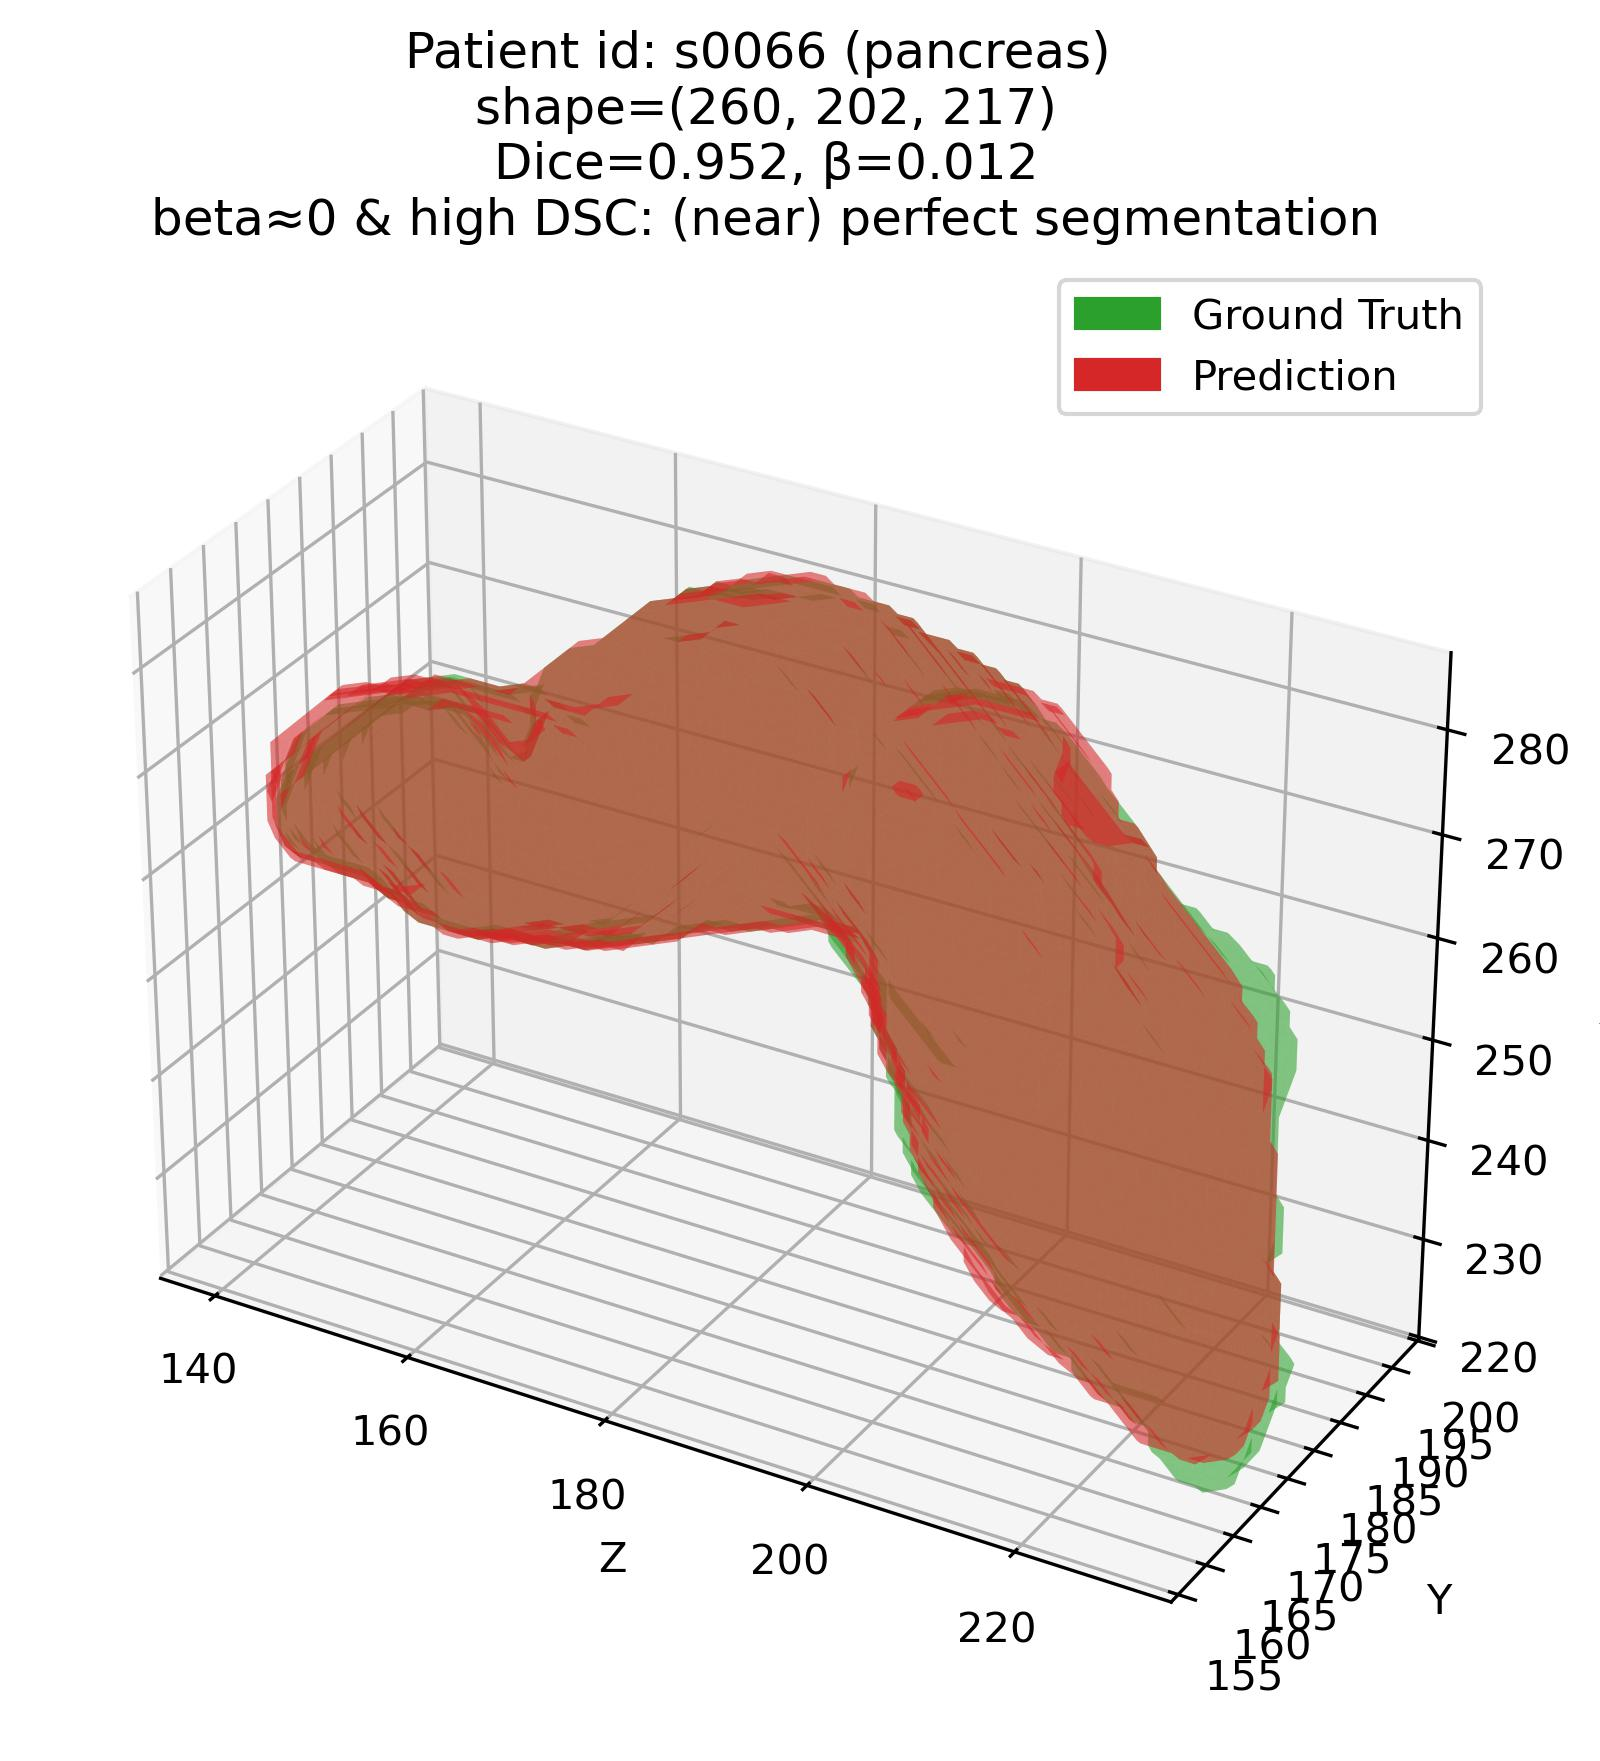 Patient id: s0066 (pancreas)
shape=(260, 202, 217)
Dice=0.952, β=0.012
beta≈0 & high DSC: (near) perfect segmentation
Ground Truth
Prediction
280
270
260
250
240
230
220
140
160
180
200
220
Z
200
195
190
185
180
175
170
165
160
155
Y